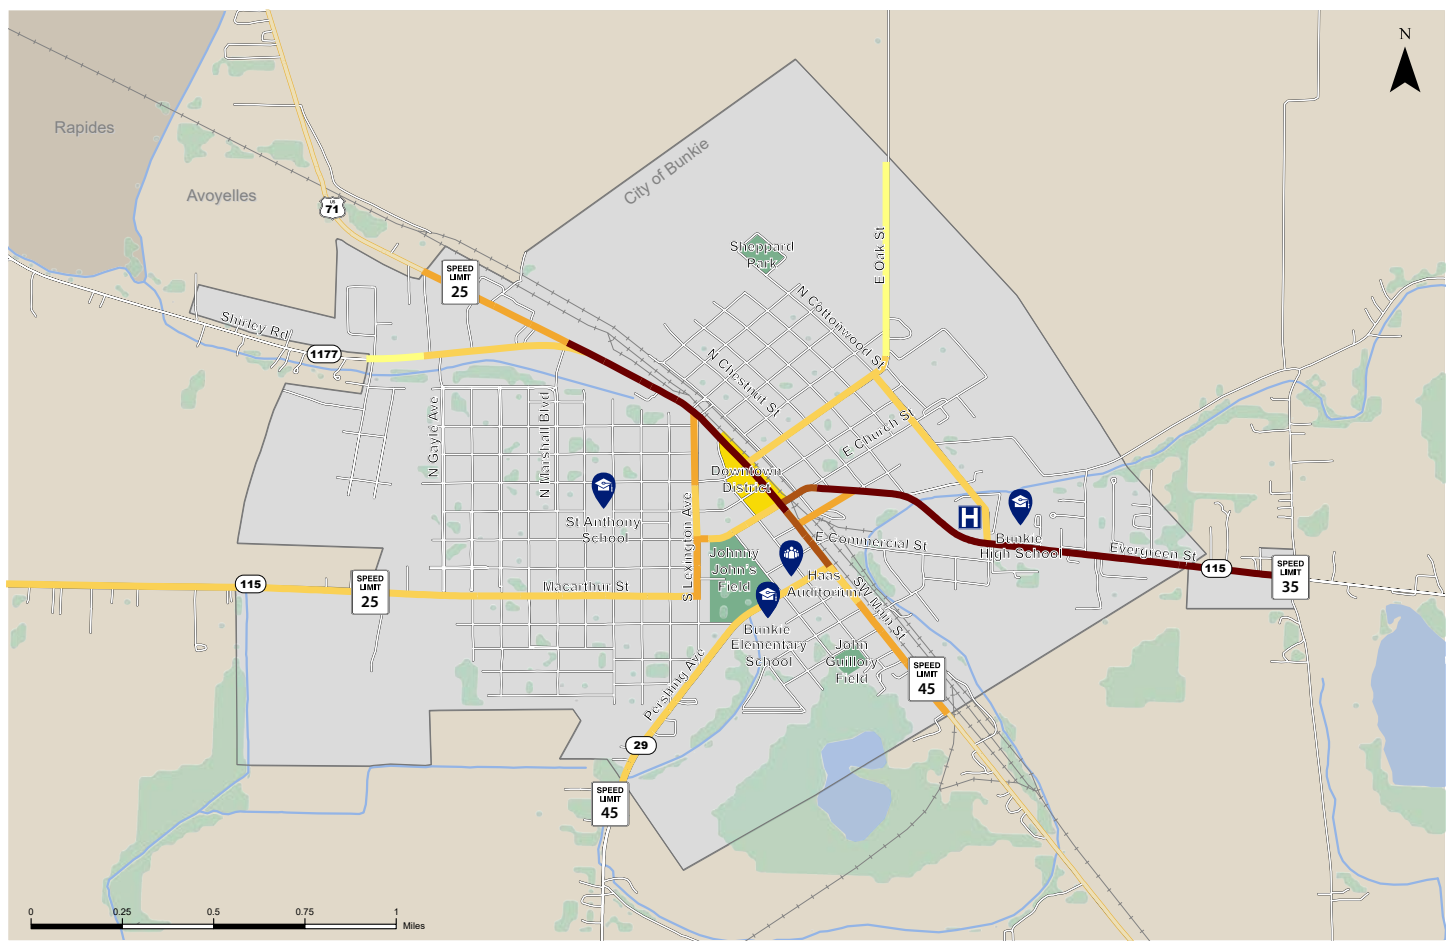 N
Rapides
Avoyelles
City of Bunkie
US
71
SPEED
LIMIT
25
Sheppard
Park
E Oak St
N Cottonwood St
Shirley Rd
1177
N Chestnut St
E Church St
N Gayle Ave
N Marshall Blvd
Downtown
District
St Anthony
School
S Lexington Ave
H
Bunkie
High School
E Commercial St
Evergreen St
115
SPEED
LIMIT
35
Johnny
John's
Field
Haas
Auditorium
SW Main St
115
SPEED
LIMIT
25
Macarthur St
Bunkie
Elementary
School
John
Guillory
Field
SPEED
LIMIT
45
Pershing Ave
29
SPEED
LIMIT
45
0 0.25 0.5 0.75 1
Miles